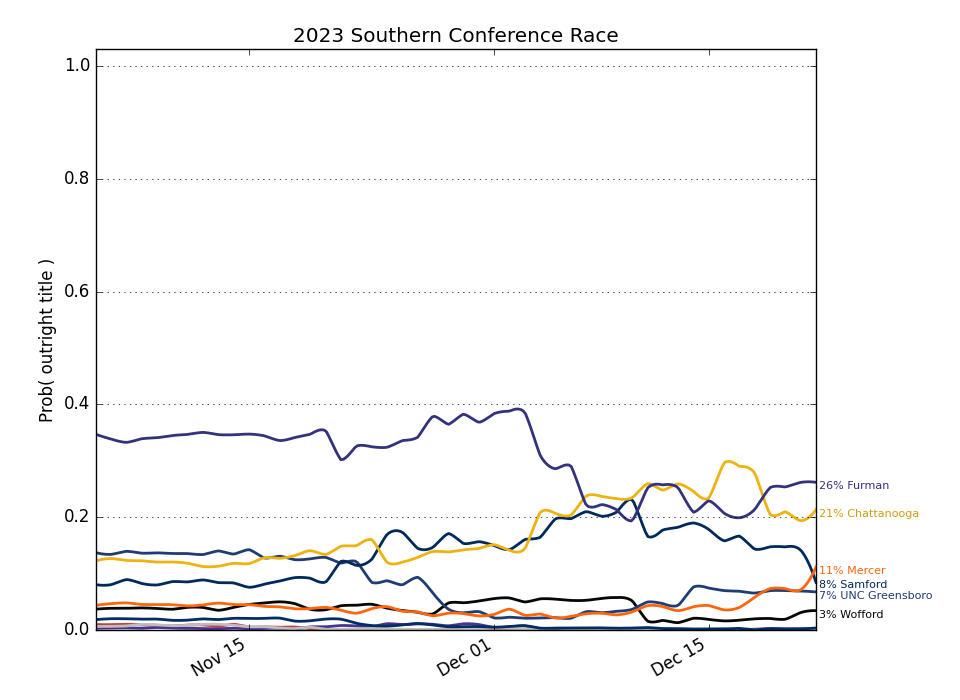 2023 Southern Conference Race
Prob( outright title )
1.0
0.8
0.6
0.4
0.2
0.0
Nov 15
Dec 01
Dec 15
26% Furman
21% Chattanooga
11% Mercer
8% Samford
7% UNC Greensboro
3% Wofford